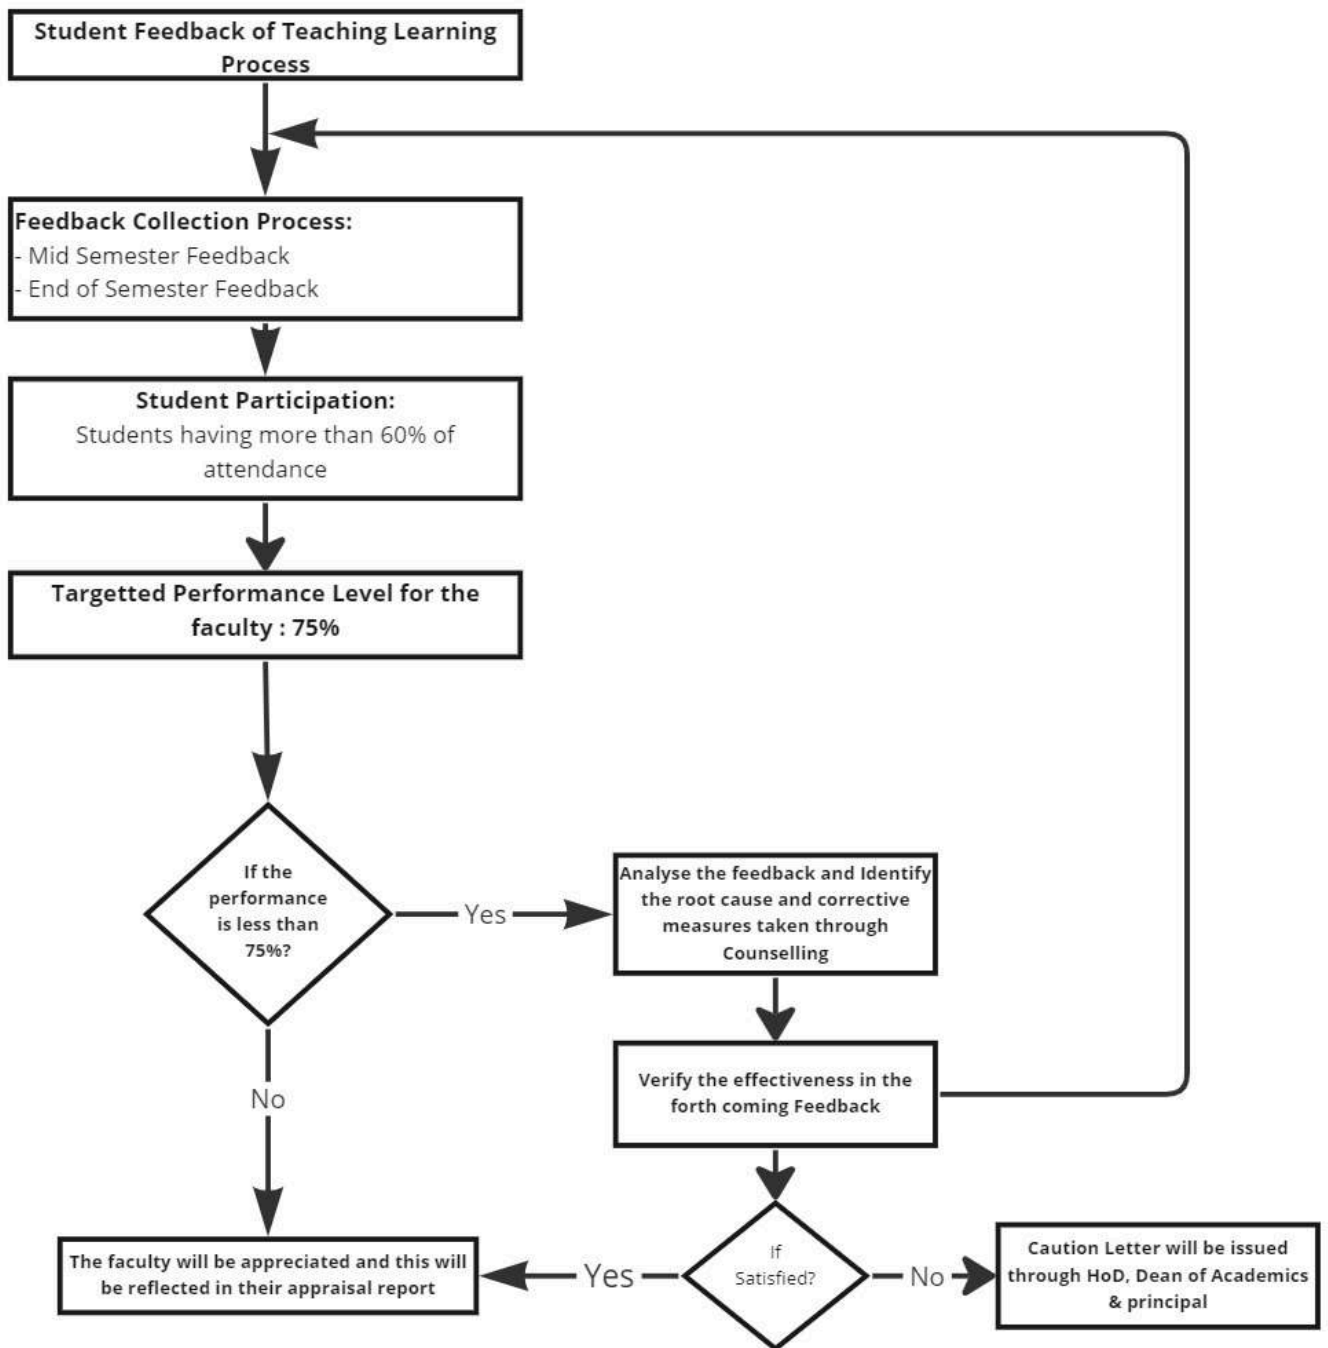 Student Feedback of Teaching Learning
Process
Feedback Collection Process:
- Mid Semester Feedback
- End of Semester Feedback
Student Participation:
Students having more than 60% of
attendance
Targetted Performance Level for the
faculty : 75%
If the
performance
is less than
75%?
Yes
Analyse the feedback and Identify
the root cause and corrective
measures taken through
Counselling
Verify the effectiveness in the
forth coming Feedback
No
The faculty will be appreciated and this will
be reflected in their appraisal report
Yes
If
Satisfied?
No
Caution Letter will be issued
through HoD, Dean of Academics
& principal